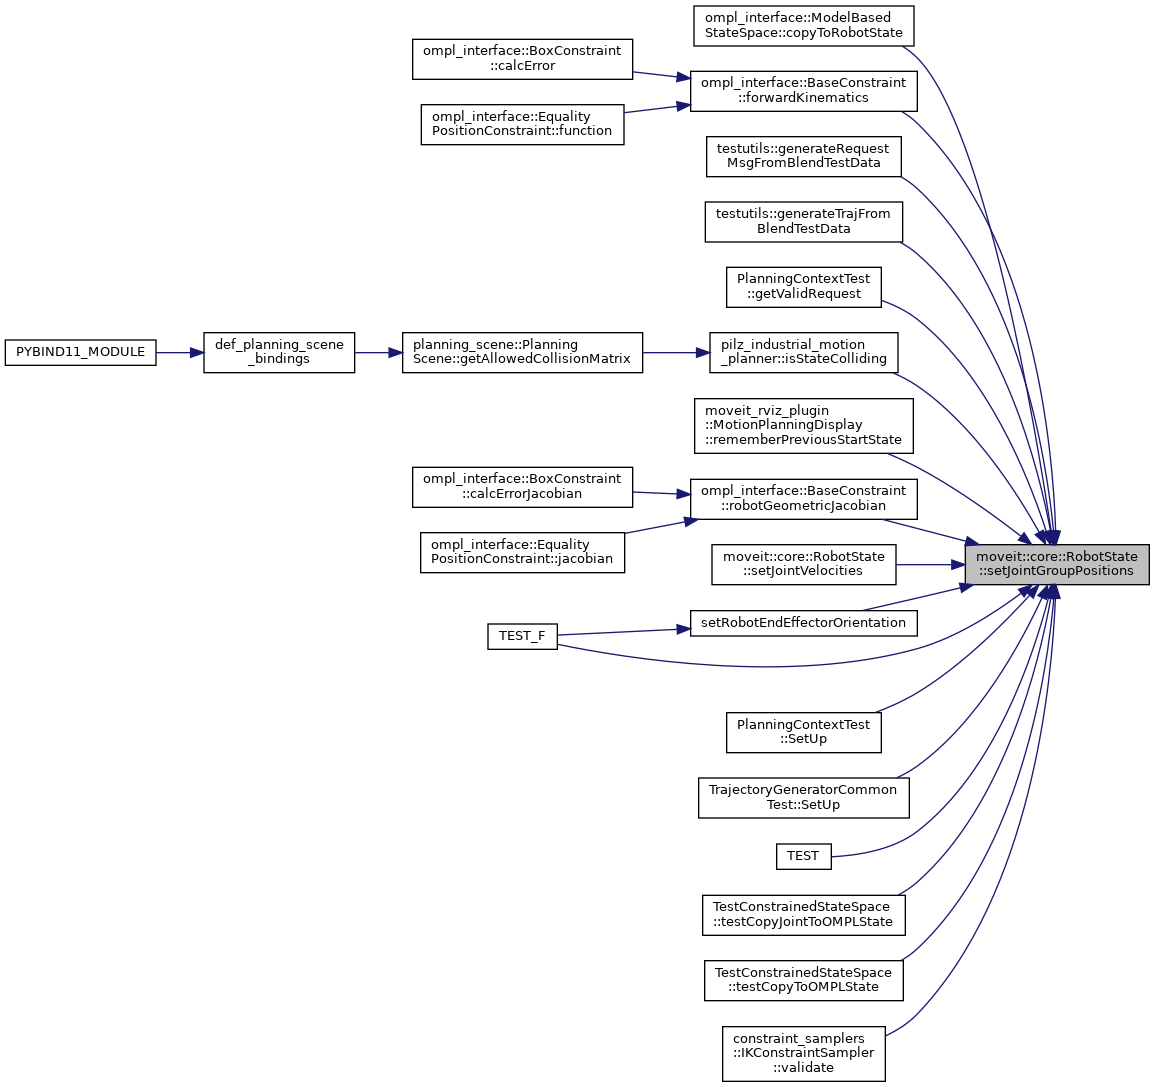 ompl_interface::ModelBased
StateSpace::copyToRobotState
ompl_interface::BoxConstraint
::calcError
ompl_interface::BaseConstraint
::forwardKinematics
ompl_interface::Equality
PositionConstraint::function
testutils::generateRequest
MsgFromBlendTestData
testutils::generateTrajFrom
BlendTestData
PlanningContextTest
::getValidRequest
PYBIND11_MODULE
def_planning_scene
_bindings
planning_scene::Planning
Scene::getAllowedCollisionMatrix
pilz_industrial_motion
_planner::isStateColliding
moveit_rviz_plugin
::MotionPlanningDisplay
::rememberPreviousStartState
ompl_interface::BoxConstraint
::calcErrorJacobian
ompl_interface::BaseConstraint
::robotGeometricJacobian
ompl_interface::Equality
PositionConstraint::jacobian
moveit::core::RobotState
::setJointVelocities
moveit::core::RobotState
::setJointGroupPositions
setRobotEndEffectorOrientation
TEST_F
PlanningContextTest
::SetUp
TrajectoryGeneratorCommon
Test::SetUp
TEST
TestConstrainedStateSpace
::testCopyJointToOMPLState
TestConstrainedStateSpace
::testCopyToOMPLState
constraint_samplers
::IKConstraintSampler
::validate